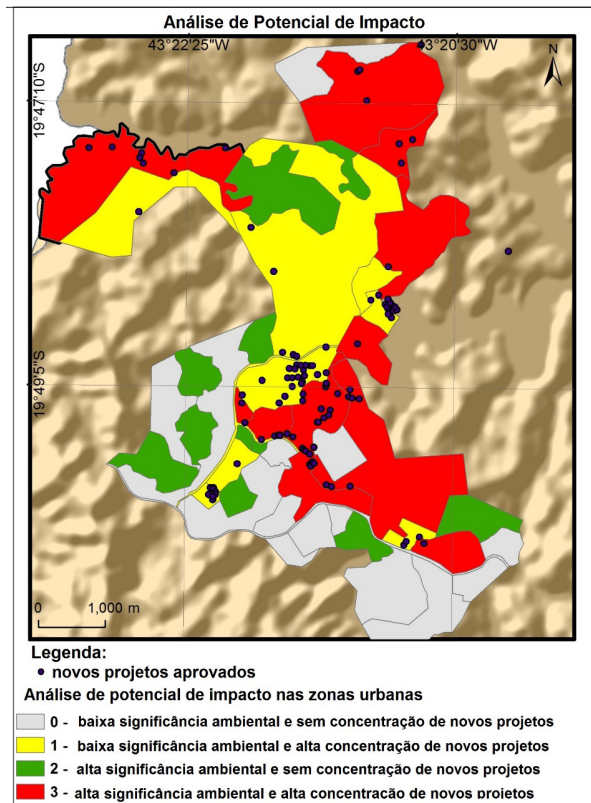 Análise de Potencial de Impacto
43°22'25"W
43°20'30"W
N
19°47'10"S
19°49'5"S
0 1,000 m
Legenda:
novos projetos aprovados
Análise de potencial de impacto nas zonas urbanas
0 - baixa significância ambiental e sem concentração de novos projetos
1 - baixa significância ambiental e alta concentração de novos projetos
2 - alta significância ambiental e sem concentração de novos projetos
3 - alta significância ambiental e alta concentração de novos projetos